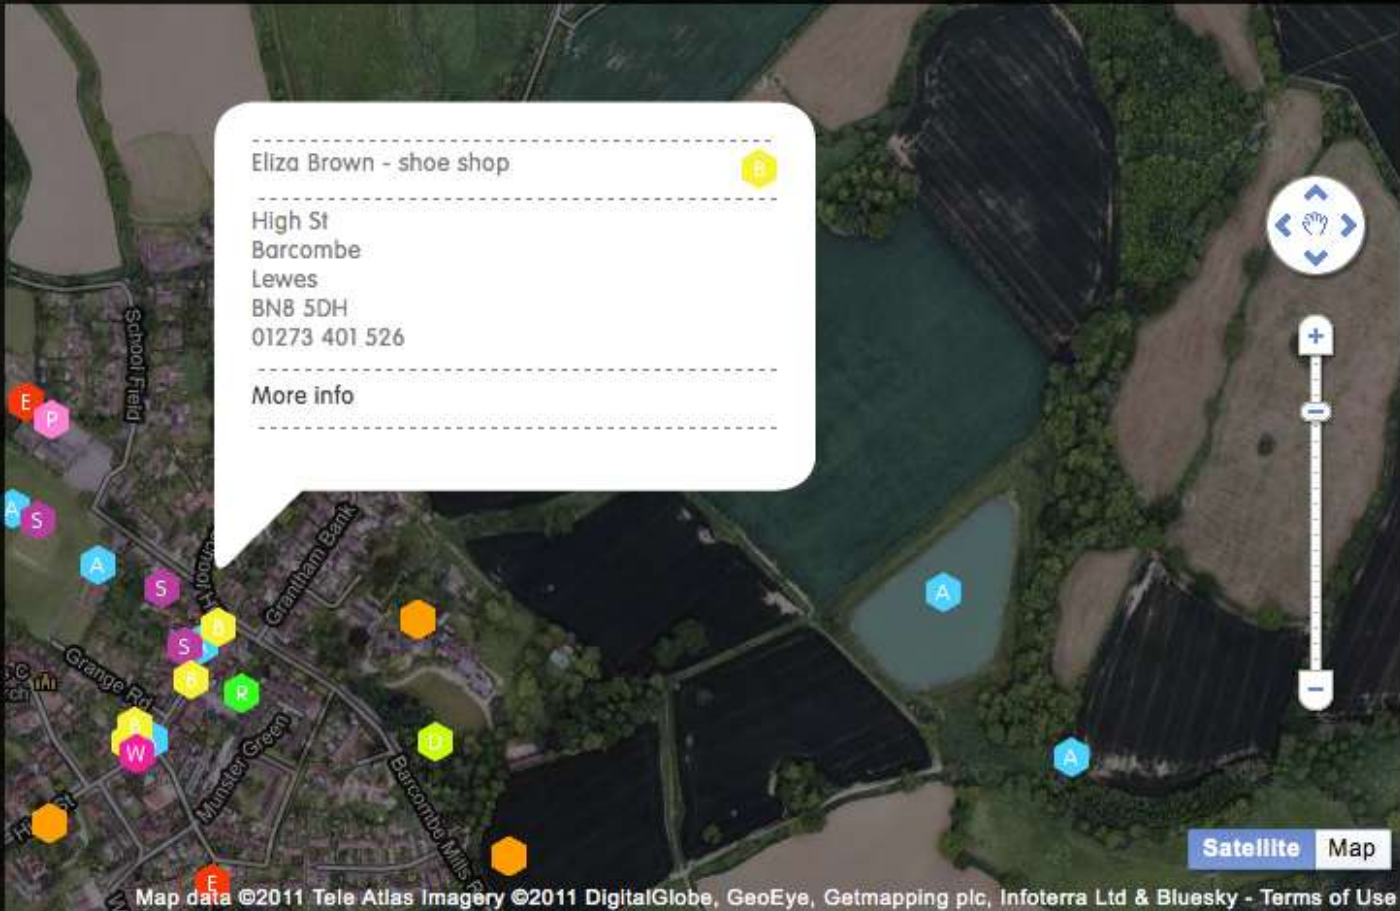 Eliza Brown - shoe shop
B
High St
Barcombe
Lewes
BN8 5DH
01273 401 526
More info
School Field
E
P
A
S
A
S
Grantham Bank
B
S
A
Grange Rd
B
R
B
W
Munster Green
D
Barcombe Mills R
E
A
A
+
−
−
Satellite
Map
Map data ©2011 Tele Atlas Imagery ©2011 DigitalGlobe, GeoEye, Getmapping plc, Infoterra Ltd & Bluesky - Terms of Use